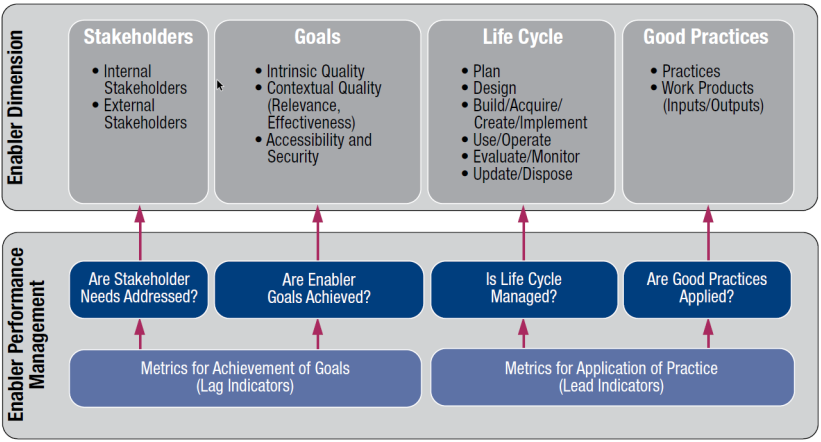 Enabler Dimension
Stakeholders
• Internal
Stakeholders
• External
Stakeholders
Goals
• Intrinsic Quality
• Contextual Quality
(Relevance,
Effectiveness)
• Accessibility and
Security
Life Cycle
• Plan
• Design
• Build/Acquire/
Create/Implement
• Use/Operate
• Evaluate/Monitor
• Update/Dispose
Good Practices
• Practices
• Work Products
(Inputs/Outputs)
Enabler Performance
Management
Are Stakeholder
Needs Addressed?
Are Enabler
Goals Achieved?
Is Life Cycle
Managed?
Are Good Practices
Applied?
Metrics for Achievement of Goals
(Lag Indicators)
Metrics for Application of Practice
(Lead Indicators)